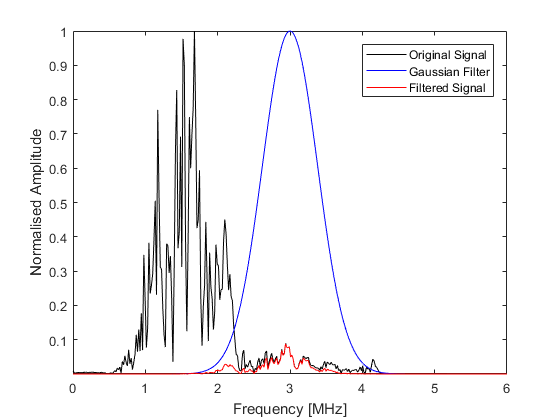 1
0.9
0.8
0.7
0.6
0.5
0.4
0.3
0.2
0.1
Normalised Amplitude
Original Signal
Gaussian Filter
Filtered Signal
0 1 2 3 4 5 6
Frequency [MHz]